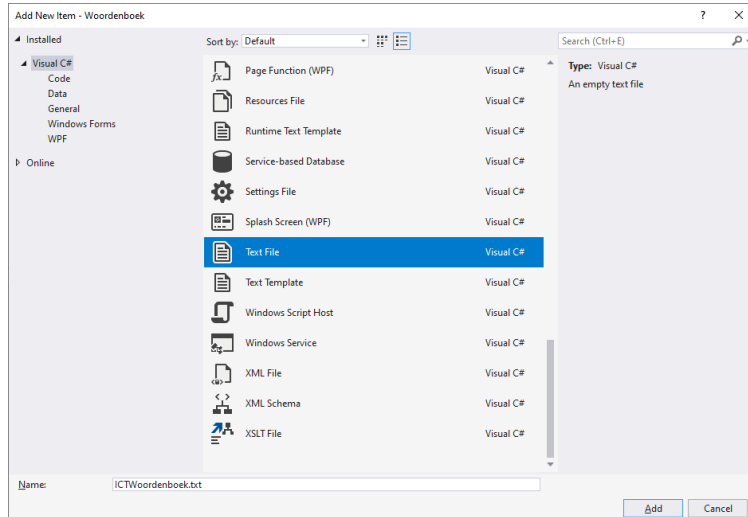 Add New Item - Woordenboek
? X
Installed
Sort by: Default
Search (Ctrl+E)
Visual C#
Code
Data
General
Windows Forms
WPF
Online
fx Page Function (WPF) Visual C#
Resources File Visual C#
Runtime Text Template Visual C#
Service-based Database Visual C#
Settings File Visual C#
Splash Screen (WPF) Visual C#
Text File Visual C#
Text Template Visual C#
Windows Script Host Visual C#
Windows Service Visual C#
XML File Visual C#
XML Schema Visual C#
XSLT File Visual C#
Type: Visual C#
An empty text file
Name: ICTWoordenboek.txt
Add Cancel